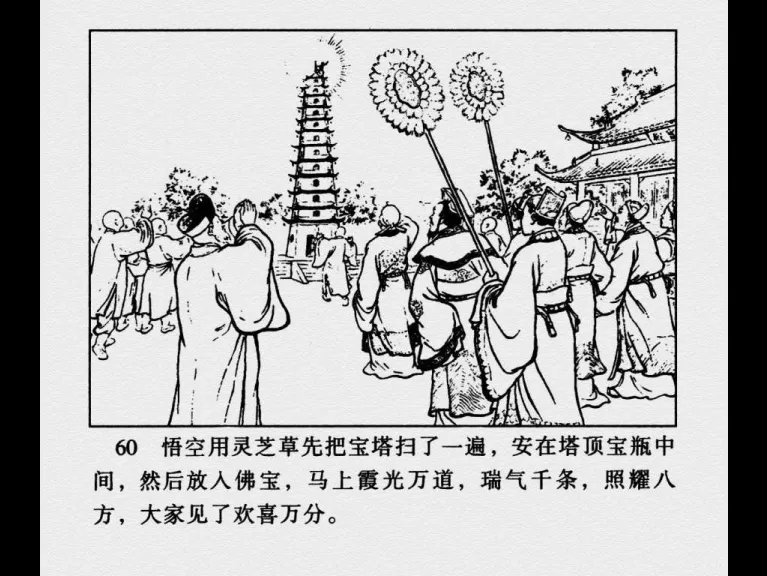 60 悟空用灵芝草先把宝塔扫了一遍，安在塔顶宝瓶中
间，然后放入佛宝，马上霞光万道，瑞气千条，照耀八
方，大家见了欢喜万分。